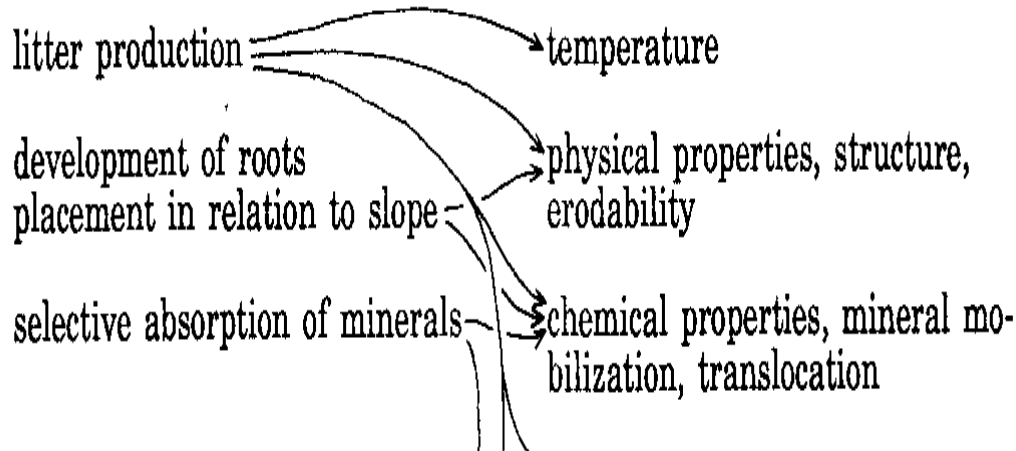 litter production
temperature
development of roots
placement in relation to slope
physical properties, structure,
erodability
selective absorption of minerals
chemical properties, mineral mo-
bilization, translocation